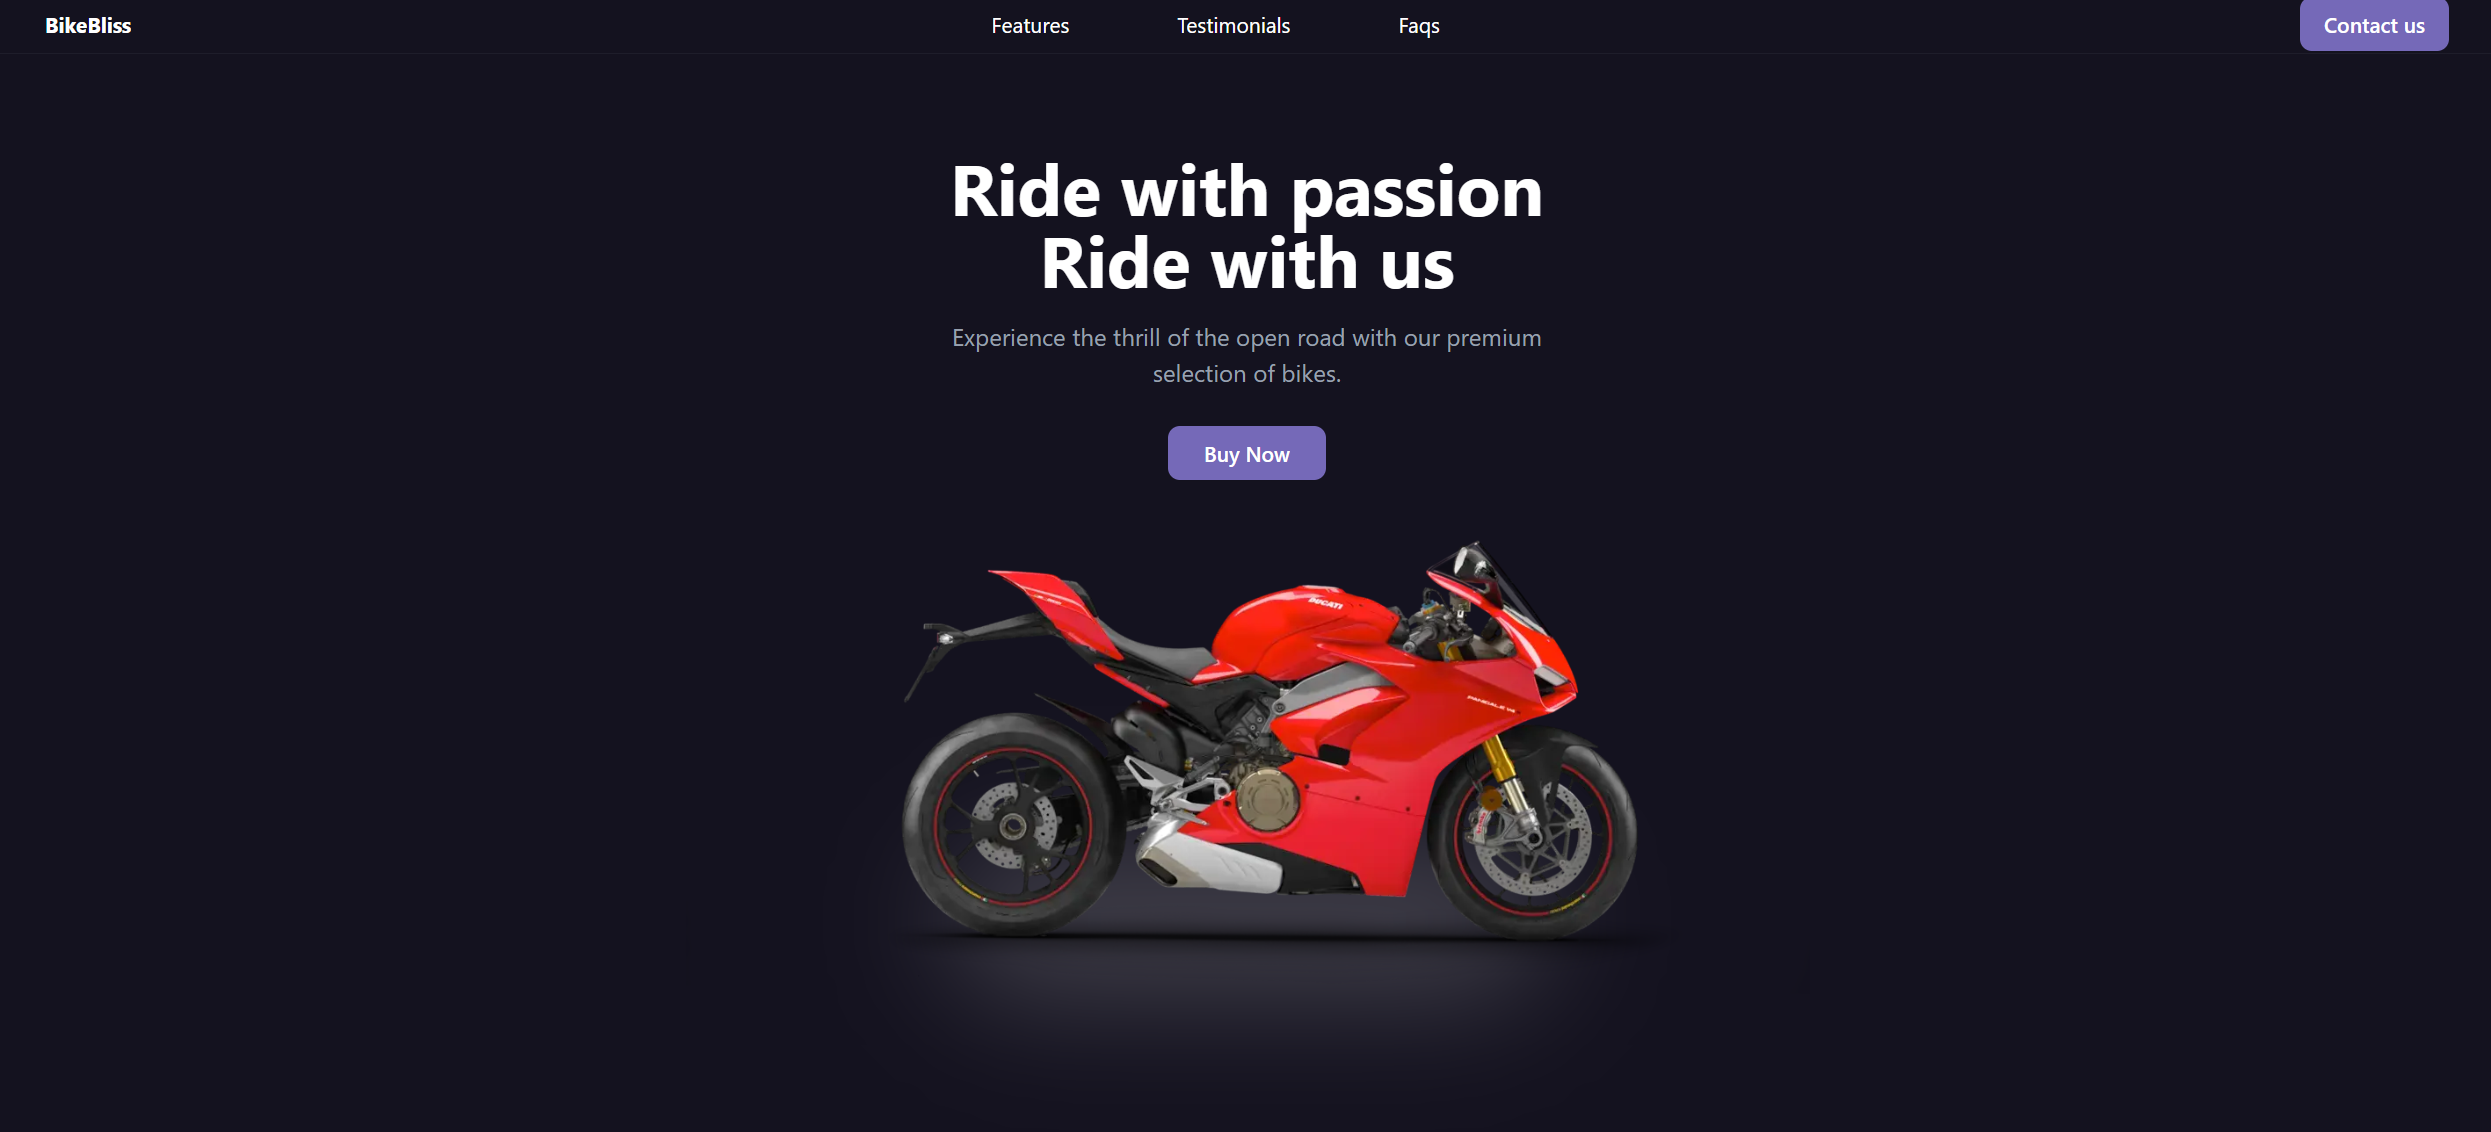 BikeBliss
Features
Testimonials
Faqs
Contact us
Ride with passion
Ride with us
Experience the thrill of the open road with our premium
selection of bikes.
Buy Now
DUCATI
PANIGALE V4